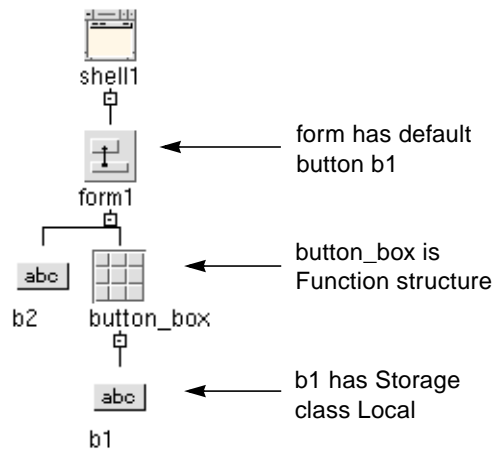 shell1
form has default
button b1
form1
abc
button_box is
Function structure
b2
button_box
abc
b1 has Storage
class Local
b1